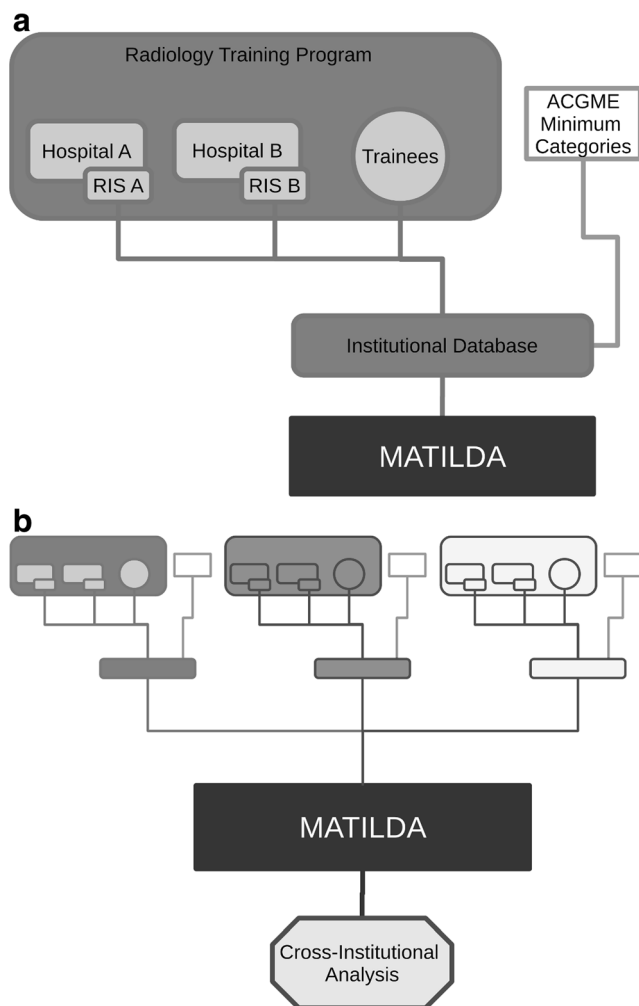 a
Radiology Training Program
Hospital A
RIS A
Hospital B
RIS B
Trainees
ACGME
Minimum
Categories
Institutional Database
MATILDA
b
MATILDA
Cross-Institutional
Analysis